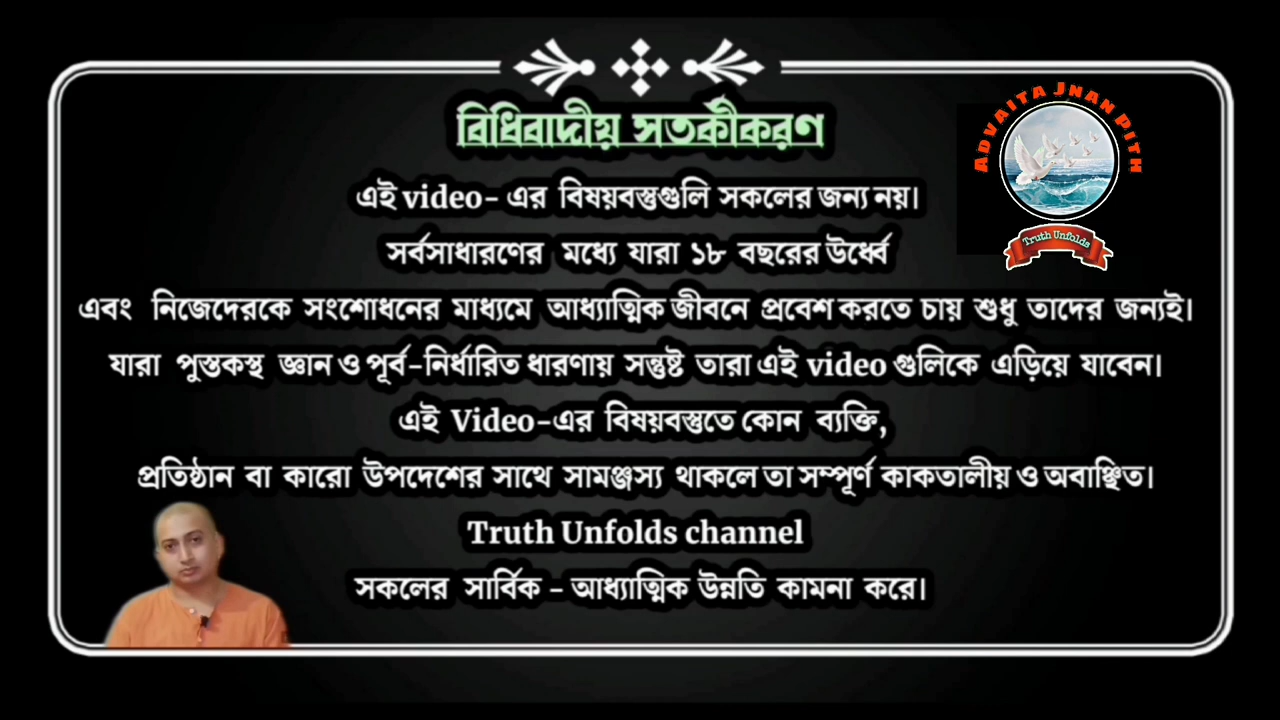 বিধিবাদীয় সতর্কীকরণ
ADVAITA JNAN PITH
Truth Unfolds
এই video- এর বিষয়বস্তুগুলি সকলের জন্য নয়।
সর্বসাধারণের মধ্যে যারা ১৮ বছরের উর্ধ্বে
এবং নিজেদেরকে সংশোধনের মাধ্যমে আধ্যাত্মিক জীবনে প্রবেশ করতে চায় শুধু তাদের জন্যই।
যারা পুস্তকস্থ জ্ঞান ও পূর্ব-নির্ধারিত ধারণায় সন্তুষ্ট তারা এই video গুলিকে এড়িয়ে যাবেন।
এই Video-এর বিষয়বস্তুতে কোন ব্যক্তি,
প্রতিষ্ঠান বা কারো উপদেশের সাথে সামঞ্জস্য থাকলে তা সম্পূর্ণ কাকতালীয় ও অবাঞ্ছিত।
Truth Unfolds channel
সকলের সার্বিক - আধ্যাত্মিক উন্নতি কামনা করে।